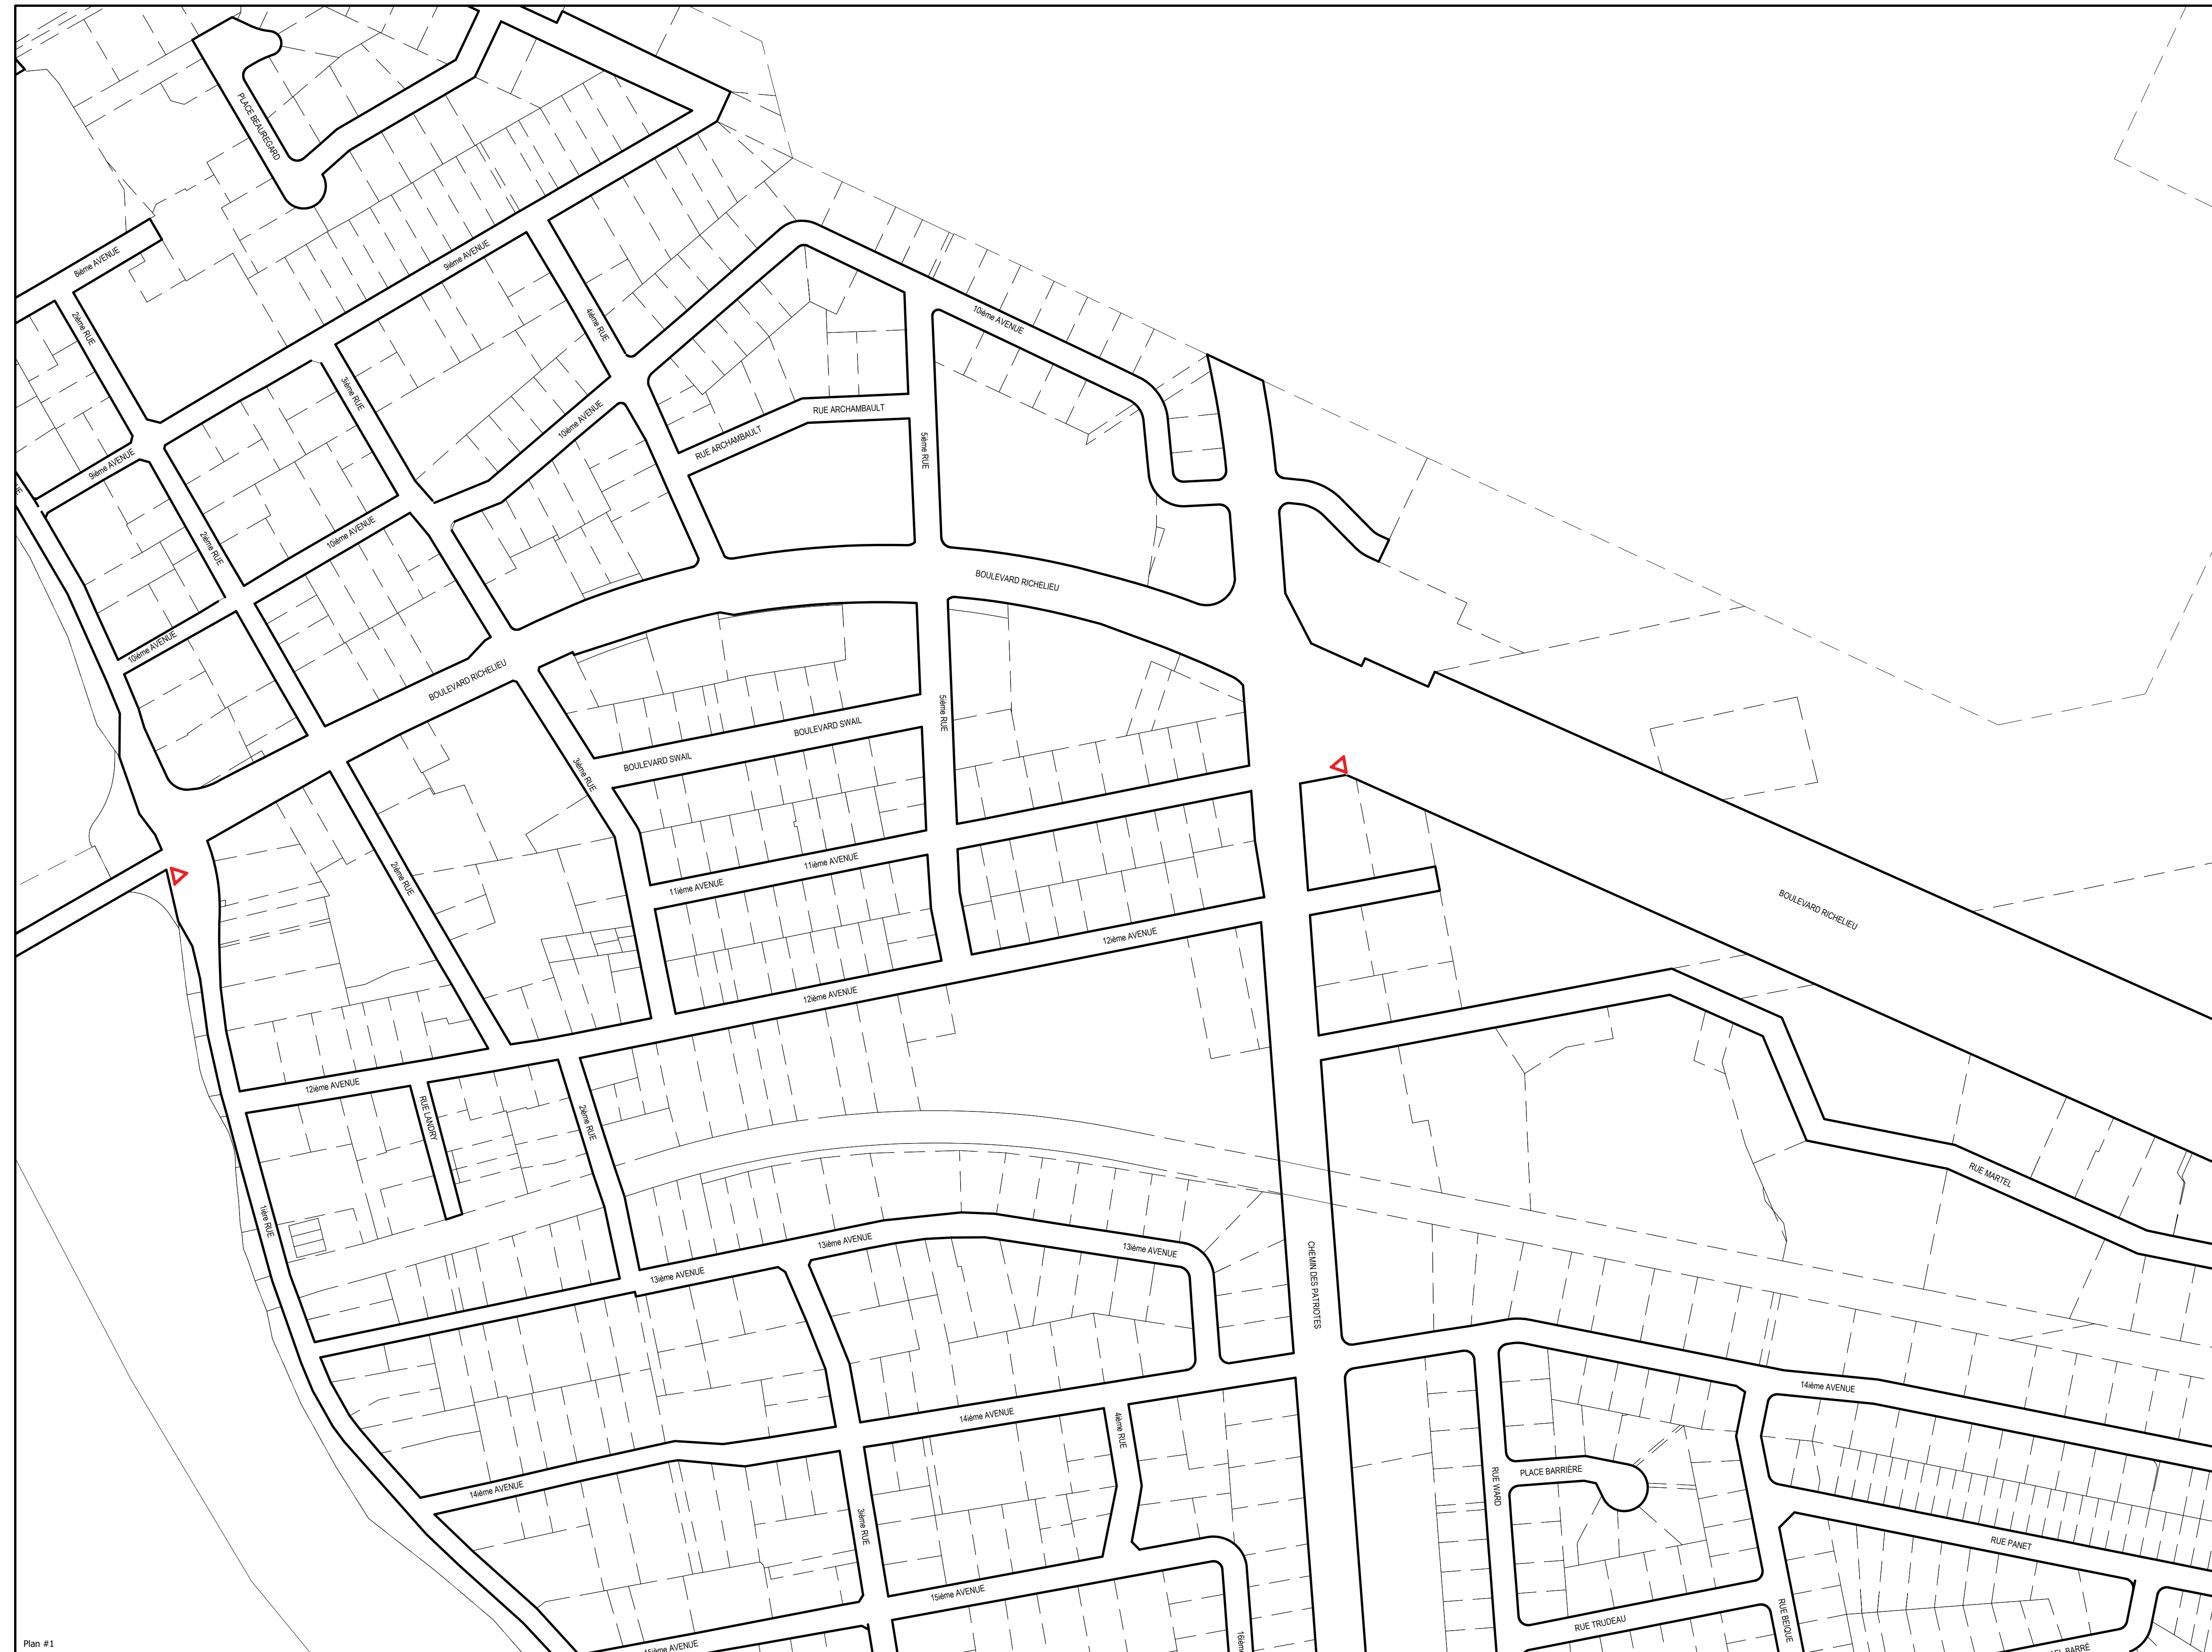 PLACE BEAUREGARD
8ième AVENUE
9ième AVENUE
2ième RUE
4ième RUE
10ième AVENUE
3ième RUE
10ième AVENUE
RUE ARCHAMBAULT
RUE ARCHAMBAULT
5ième RUE
9ième AVENUE
2ième RUE
10ième AVENUE
BOULEVARD RICHELIEU
10ième AVENUE
BOULEVARD RICHELIEU
5ième RUE
BOULEVARD SWAIL
BOULEVARD SWAIL
3ième RUE
11ième AVENUE
11ième AVENUE
2ième RUE
BOULEVARD RICHELIEU
12ième AVENUE
12ième AVENUE
12ième AVENUE
RUE LANDRY
2ième RUE
RUE MARTEL
1ière RUE
13ième AVENUE
13ième AVENUE
13ième AVENUE
CHEMIN DES PATRIOTES
14ième AVENUE
14ième AVENUE
4ième RUE
PLACE BARRIÈRE
RUE WARD
14ième AVENUE
3ième RUE
RUE PANET
15ième AVENUE
RUE TRUDEAU
RUE BEIQUE
15ième AVENUE
BARRÉ
Plan #1